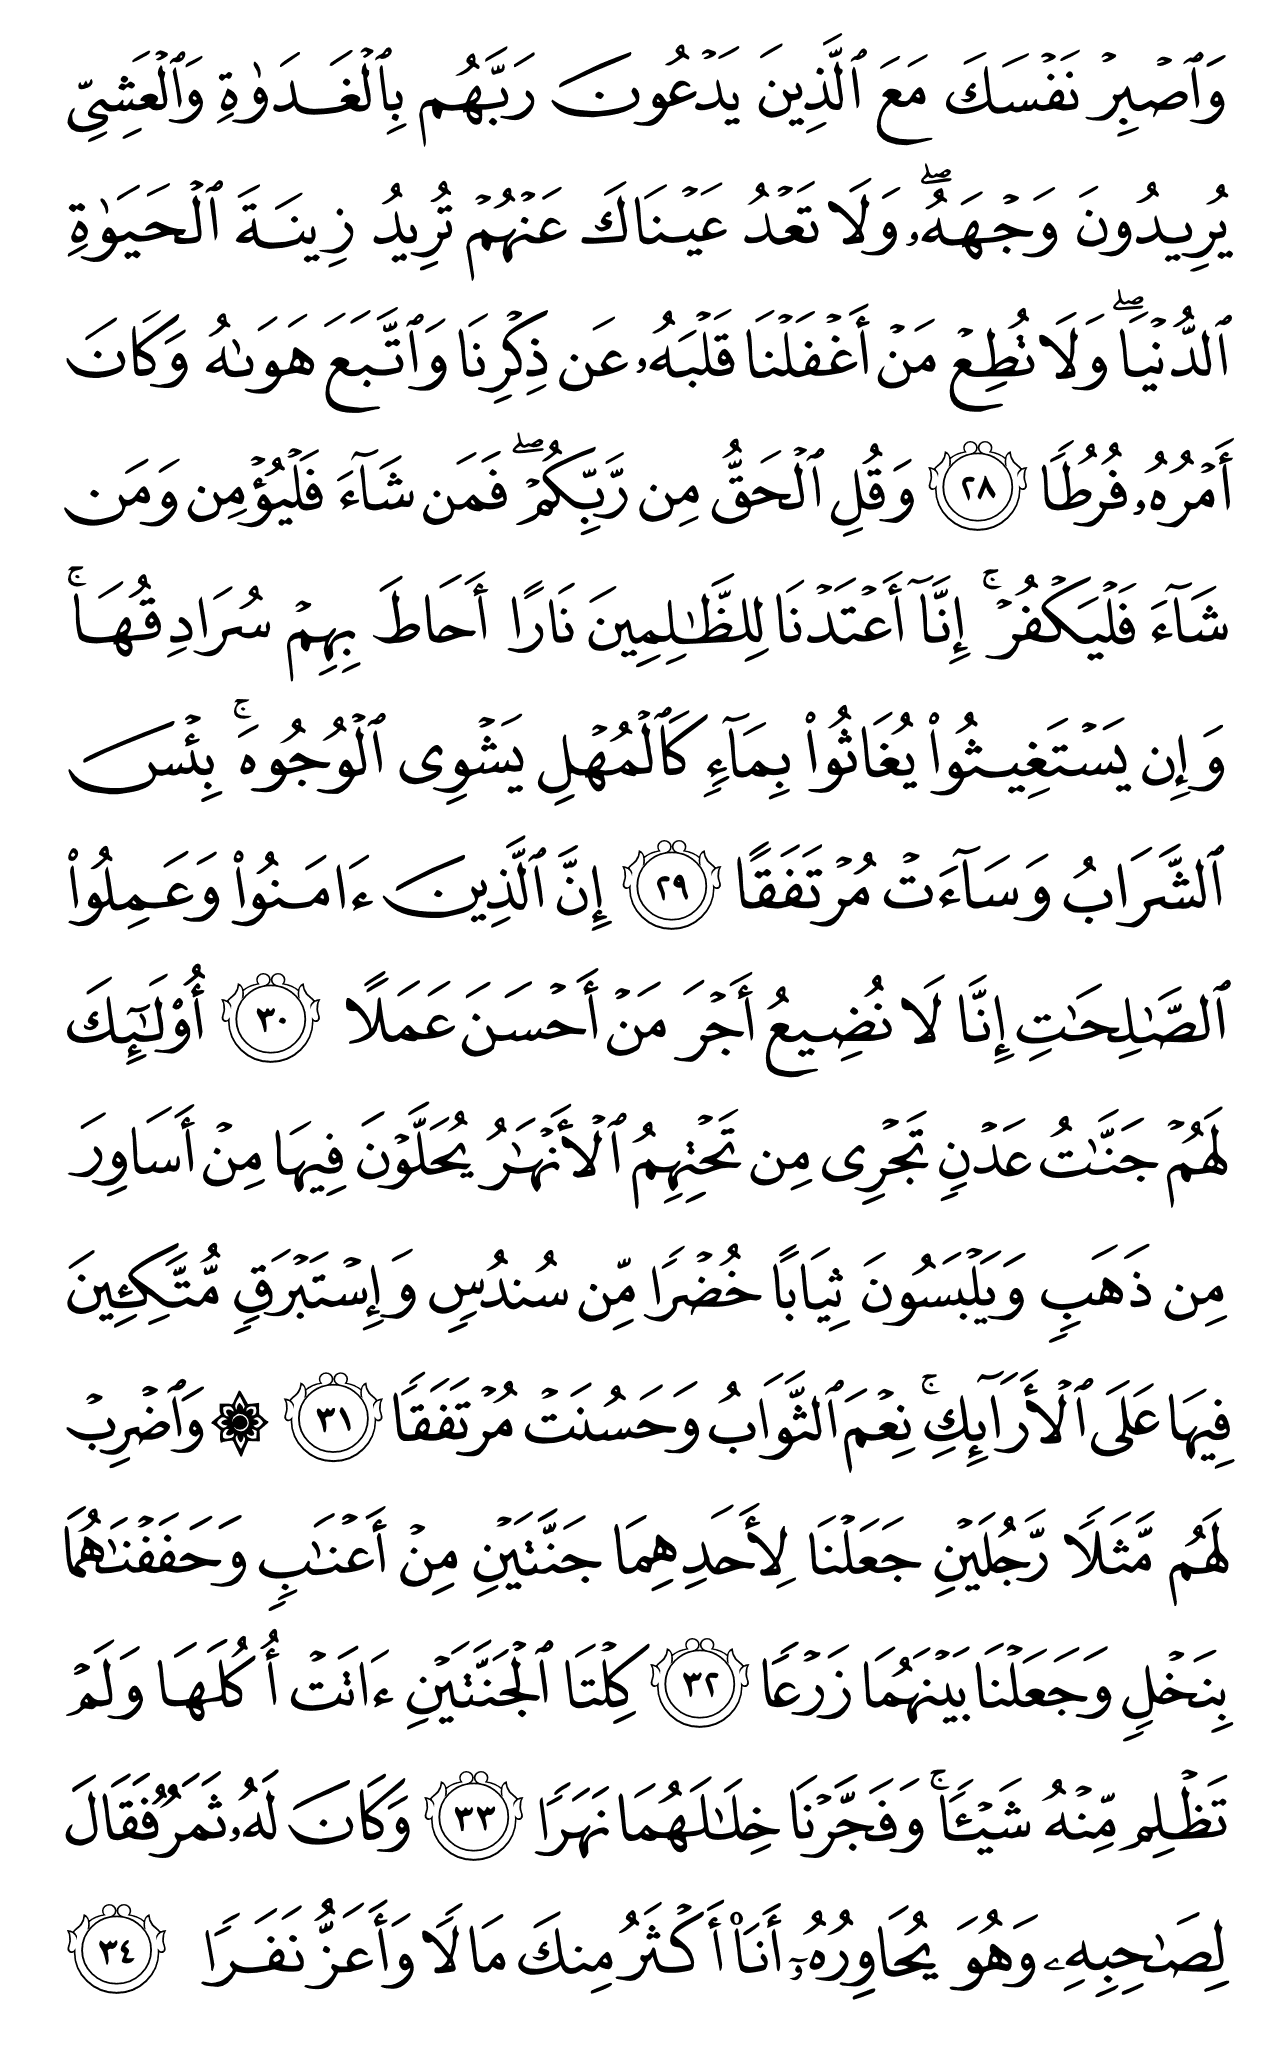 وَٱصۡبِرۡ نَفۡسَكَ مَعَ ٱلَّذِينَ يَدۡعُونَ رَبَّهُم بِٱلۡغَدَوٰةِ وَٱلۡعَشِيِّ
يُرِيدُونَ وَجۡهَهُۥۖ وَلَا تَعۡدُ عَيۡنَاكَ عَنۡهُمۡ تُرِيدُ زِينَةَ ٱلۡحَيَوٰةِ
ٱلدُّنۡيَاۖ وَلَا تُطِعۡ مَنۡ أَغۡفَلۡنَا قَلۡبَهُۥ عَن ذِكۡرِنَا وَٱتَّبَعَ هَوَىٰهُ وَكَانَ
أَمۡرُهُۥ فُرُطٗا ٢٨ وَقُلِ ٱلۡحَقُّ مِن رَّبِّكُمۡۖ فَمَن شَآءَ فَلۡيُؤۡمِن وَمَن
شَآءَ فَلۡيَكۡفُرۡۚ إِنَّآ أَعۡتَدۡنَا لِلظَّٰلِمِينَ نَارًا أَحَاطَ بِهِمۡ سُرَادِقُهَاۚ
وَإِن يَسۡتَغِيثُواْ يُغَاثُواْ بِمَآءٖ كَٱلۡمُهۡلِ يَشۡوِي ٱلۡوُجُوهَۚ بِئۡسَ
ٱلشَّرَابُ وَسَآءَتۡ مُرۡتَفَقًا ٢٩ إِنَّ ٱلَّذِينَ ءَامَنُواْ وَعَمِلُواْ
ٱلصَّٰلِحَٰتِ إِنَّا لَا نُضِيعُ أَجۡرَ مَنۡ أَحۡسَنَ عَمَلًا ٣٠ أُوْلَٰٓئِكَ
لَهُمۡ جَنَّٰتُ عَدۡنٖ تَجۡرِي مِن تَحۡتِهِمُ ٱلۡأَنۡهَٰرُ يُحَلَّوۡنَ فِيهَا مِنۡ أَسَاوِرَ
مِن ذَهَبٖ وَيَلۡبَسُونَ ثِيَابًا خُضۡرٗا مِّن سُندُسٖ وَإِسۡتَبۡرَقٖ مُّتَّكِـِٔينَ
فِيهَا عَلَى ٱلۡأَرَآئِكِۚ نِعۡمَ ٱلثَّوَابُ وَحَسُنَتۡ مُرۡتَفَقٗا ٣١ ۞ وَٱضۡرِبۡ
لَهُم مَّثَلٗا رَّجُلَيۡنِ جَعَلۡنَا لِأَحَدِهِمَا جَنَّتَيۡنِ مِنۡ أَعۡنَٰبٖ وَحَفَفۡنَٰهُمَا
بِنَخۡلٖ وَجَعَلۡنَا بَيۡنَهُمَا زَرۡعٗا ٣٢ كِلۡتَا ٱلۡجَنَّتَيۡنِ ءَاتَتۡ أُكُلَهَا وَلَمۡ
تَظۡلِم مِّنۡهُ شَيۡـٔٗاۚ وَفَجَّرۡنَا خِلَٰلَهُمَا نَهَرٗا ٣٣ وَكَانَ لَهُۥ ثَمَرٞ فَقَالَ
لِصَٰحِبِهِۦ وَهُوَ يُحَاوِرُهُۥٓ أَنَا۠ أَكۡثَرُ مِنكَ مَالٗا وَأَعَزُّ نَفَرٗا ٣٤